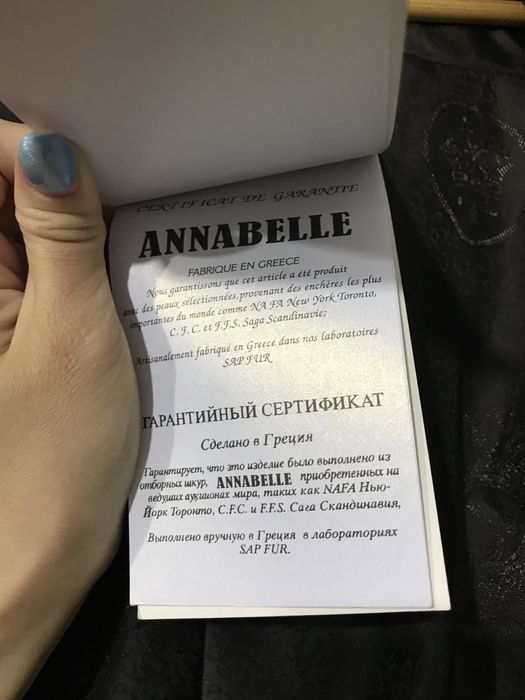 CERTIFICAT DE GARANTIE
ANNABELLE
FABRIQUE EN GREECE
Nous garantissons que cet article a été produit
avec des peaux sélectionnées;provenant des enchères les plus
importantes du monde comme NA FA New York Toronto,
C. F. C. et F.F.S. Saga Scandinavie;
Artisanalement fabriqué en Greece dans nos laboratoires
SAP FUR
ГАРАНТИЙНЫЙ СЕРТИФИКАТ
Сделано в Греция
Гарантирует, что это изделие было выполнено из
отборных шкур, ANNABELLE приобретенных на
ведущих аукционах мира, таких как NAFA Нью-
Йорк Торонто, C.F.C. и F.F.S. Сага Скандинавия,
Выполнено вручную в Греция в лабораториях
SAP FUR.